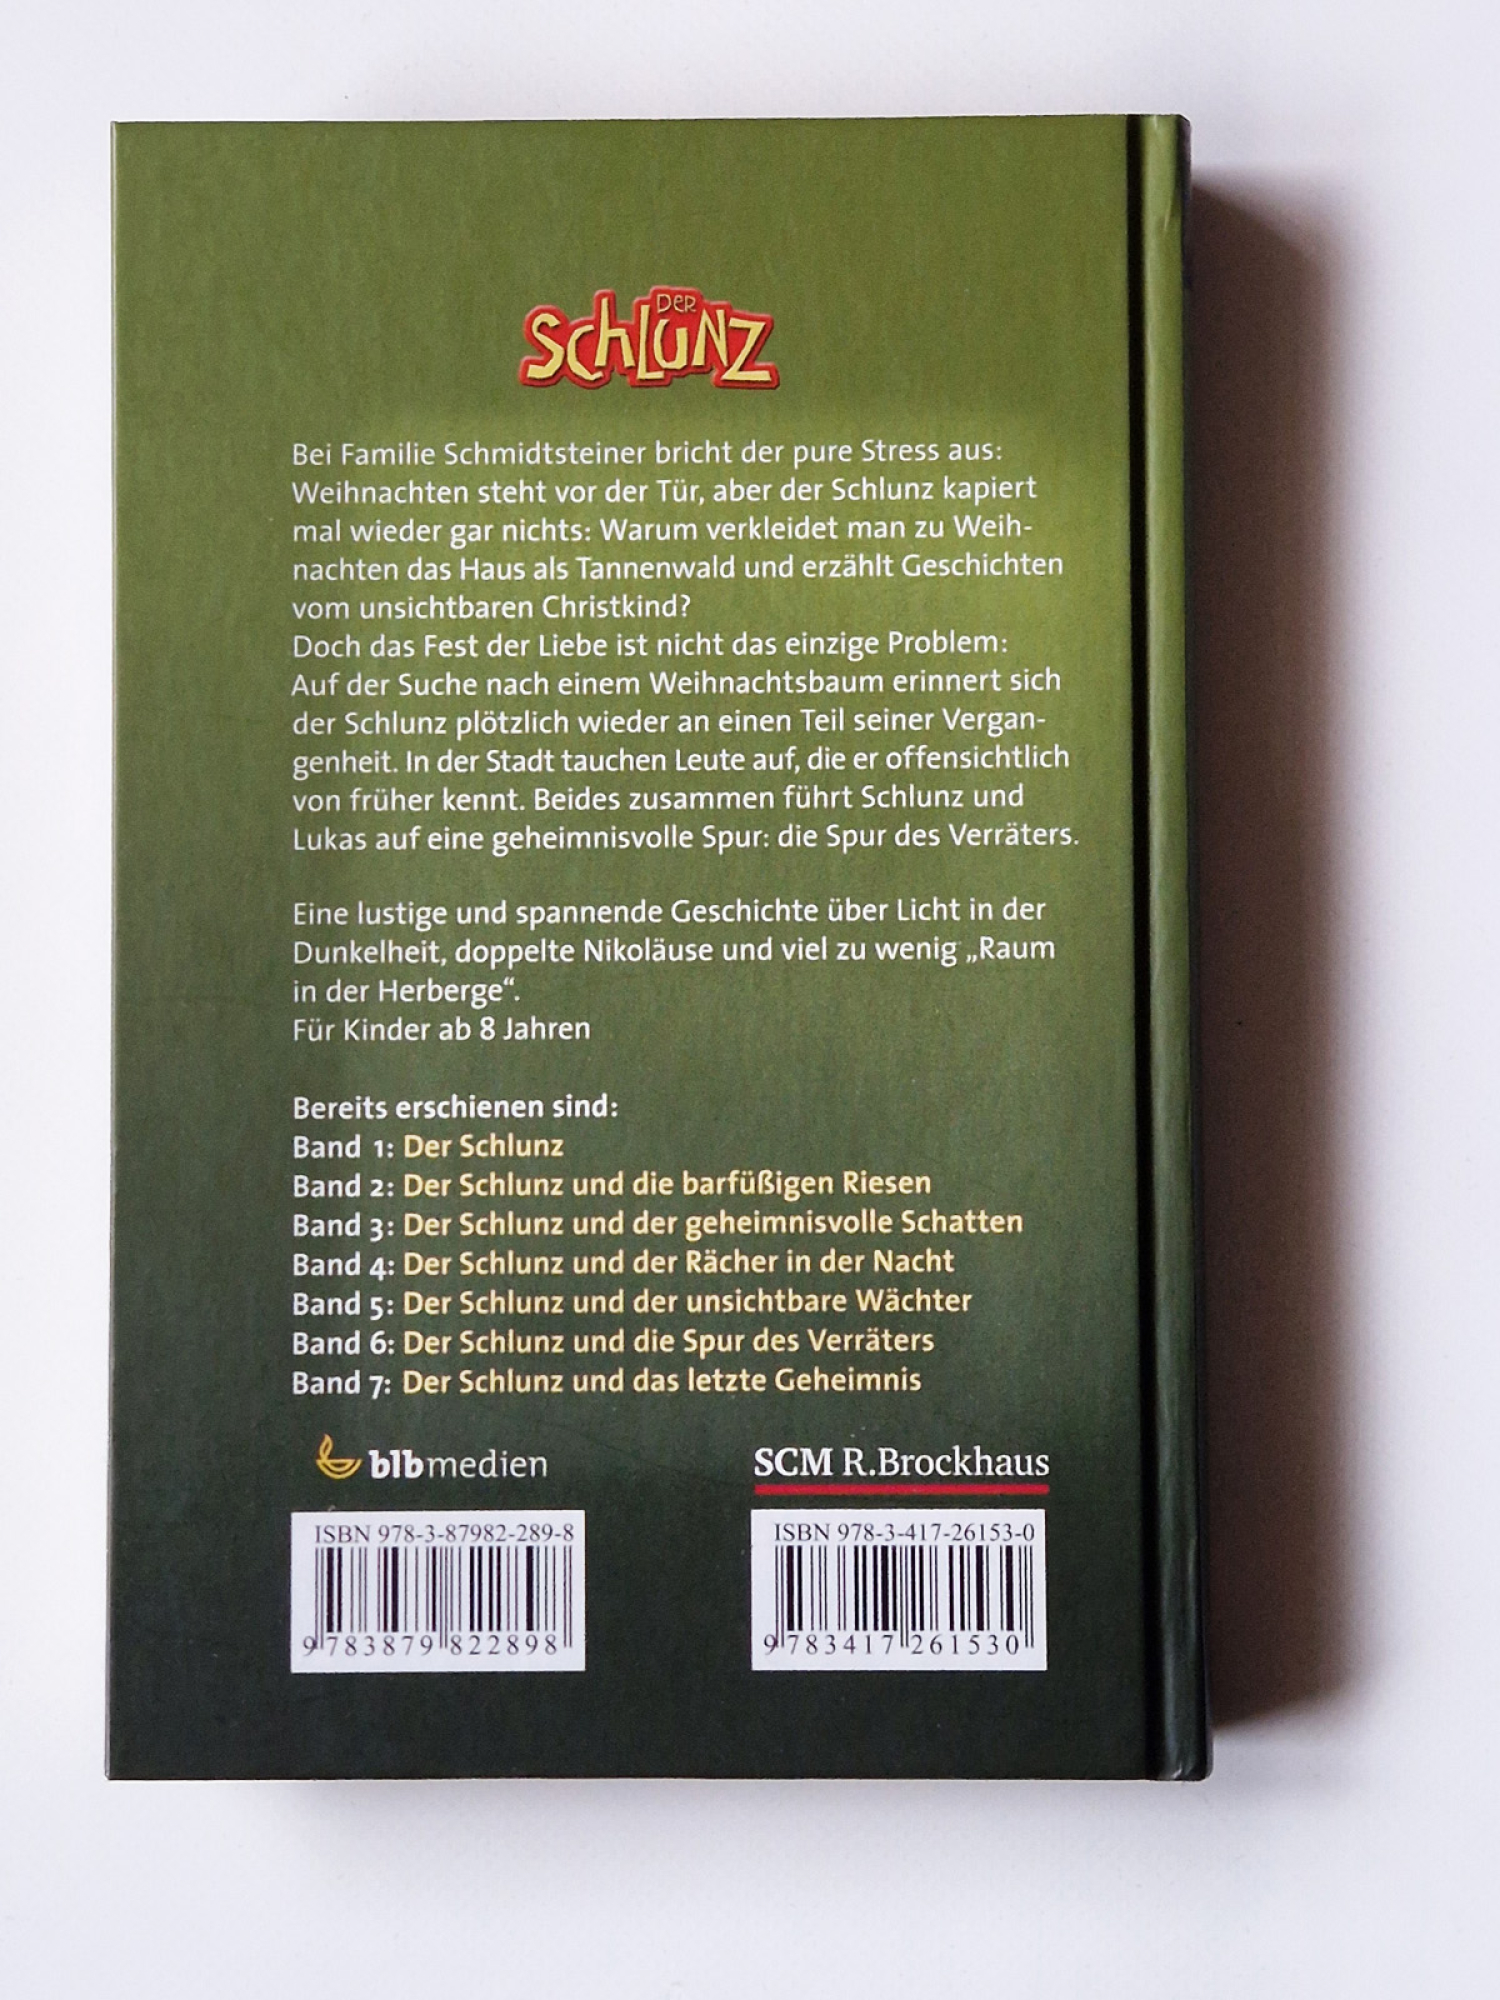 DER
SCHLUNZ
Bei Familie Schmidtsteiner bricht der pure Stress aus:
Weihnachten steht vor der Tür, aber der Schlunz kapiert
mal wieder gar nichts: Warum verkleidet man zu Weih-
nachten das Haus als Tannenwald und erzählt Geschichten
vom unsichtbaren Christkind?
Doch das Fest der Liebe ist nicht das einzige Problem:
Auf der Suche nach einem Weihnachtsbaum erinnert sich
der Schlunz plötzlich wieder an einen Teil seiner Vergan-
genheit. In der Stadt tauchen Leute auf, die er offensichtlich
von früher kennt. Beides zusammen führt Schlunz und
Lukas auf eine geheimnisvolle Spur: die Spur des Verräters.
Eine lustige und spannende Geschichte über Licht in der
Dunkelheit, doppelte Nikoläuse und viel zu wenig „Raum
in der Herberge“.
Für Kinder ab 8 Jahren
Bereits erschienen sind:
Band 1: Der Schlunz
Band 2: Der Schlunz und die barfüßigen Riesen
Band 3: Der Schlunz und der geheimnisvolle Schatten
Band 4: Der Schlunz und der Rächer in der Nacht
Band 5: Der Schlunz und der unsichtbare Wächter
Band 6: Der Schlunz und die Spur des Verräters
Band 7: Der Schlunz und das letzte Geheimnis
blbmedien
ISBN 978-3-87982-289-8
9 783879 822898
SCM R.Brockhaus
ISBN 978-3-417-26153-0
9 783417 261530